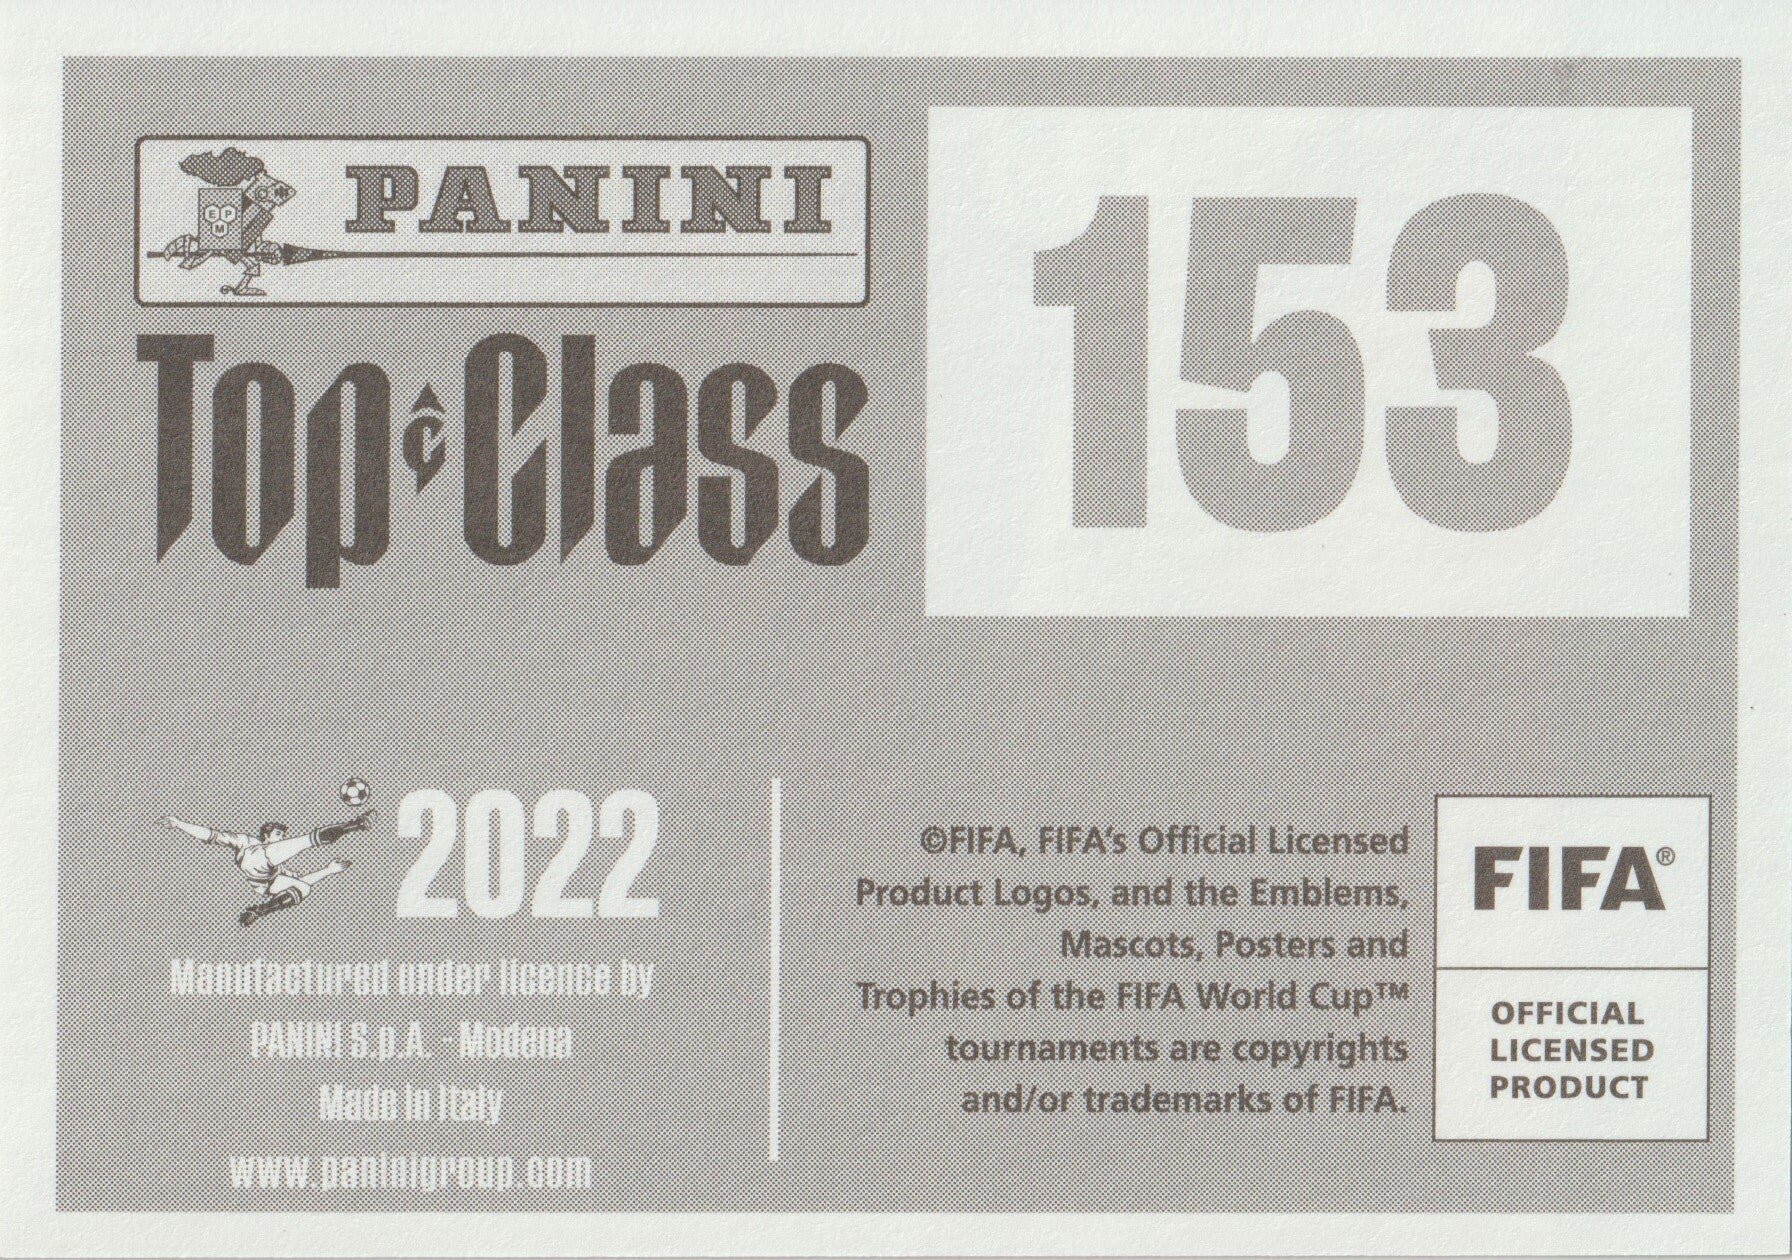 PANINI
E P
M
Top Class
153
2022
Manufactured under licence by
PANINI S.p.A. - Modena
Made in Italy
www.paninigroup.com
©FIFA, FIFA's Official Licensed
Product Logos, and the Emblems,
Mascots, Posters and
Trophies of the FIFA World Cup™
tournaments are copyrights
and/or trademarks of FIFA.
FIFA®
OFFICIAL
LICENSED
PRODUCT